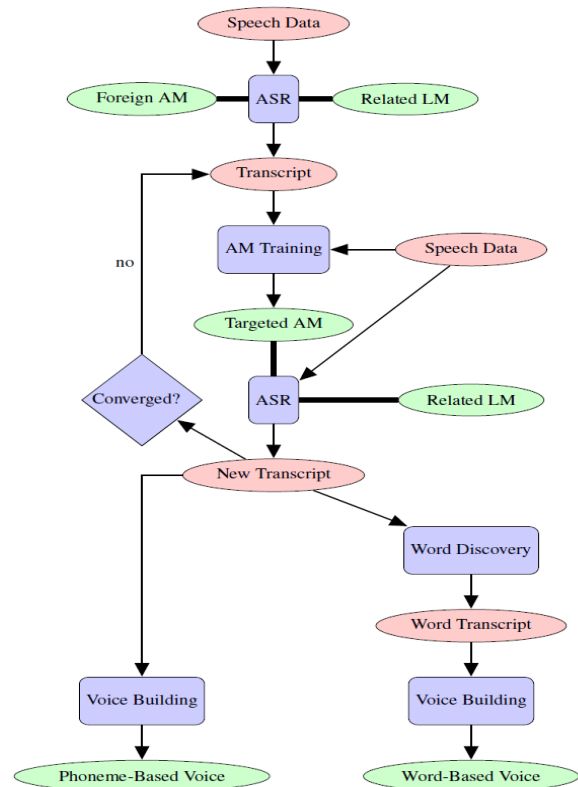 Speech Data
Foreign AM
ASR
Related LM
Transcript
AM Training
Speech Data
no
Targeted AM
Converged?
ASR
Related LM
New Transcript
Word Discovery
Word Transcript
Voice Building
Voice Building
Phoneme-Based Voice
Word-Based Voice